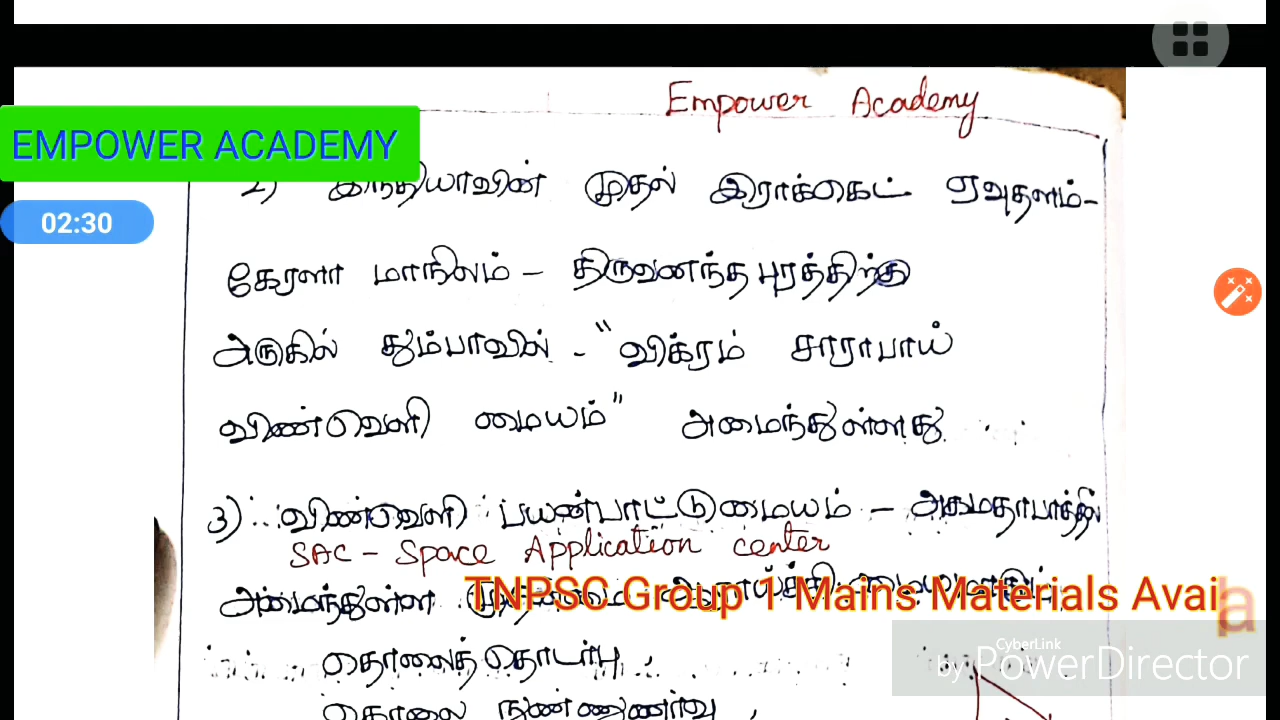 Empower Academy
EMPOWER ACADEMY
2) இந்தியாவின் முதல் இராக்கெட் ஏவுதளம்-
02:30
கேரளா மாநிலம் - திருவனந்தபுரத்திற்கு
அருகில் தும்பாவில் - "விக்ரம் சாராபாய்
விண்வெளி மையம்" அமைந்துள்ளது
3) விண்வெளி பயன்பாட்டுமையம் - அகமதாபாத்தில்
SAC - Space Application center
அமைந்துள்ள
TNPSC Group 1 Mains Materials Avai a
தொலைத் தொடர்பு,
தொலை நுண்ணுணர்வு,
CyberLink
by PowerDirector